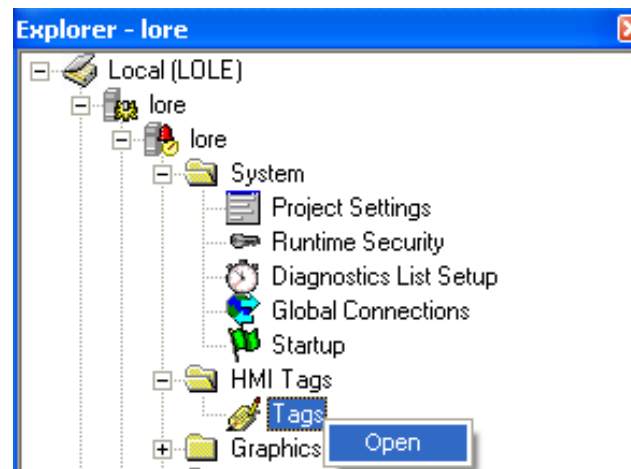 Explorer - lore
Local (LOLE)
lore
lore
System
Project Settings
Runtime Security
Diagnostics List Setup
Global Connections
Startup
HMI Tags
Tags
Open
Graphics